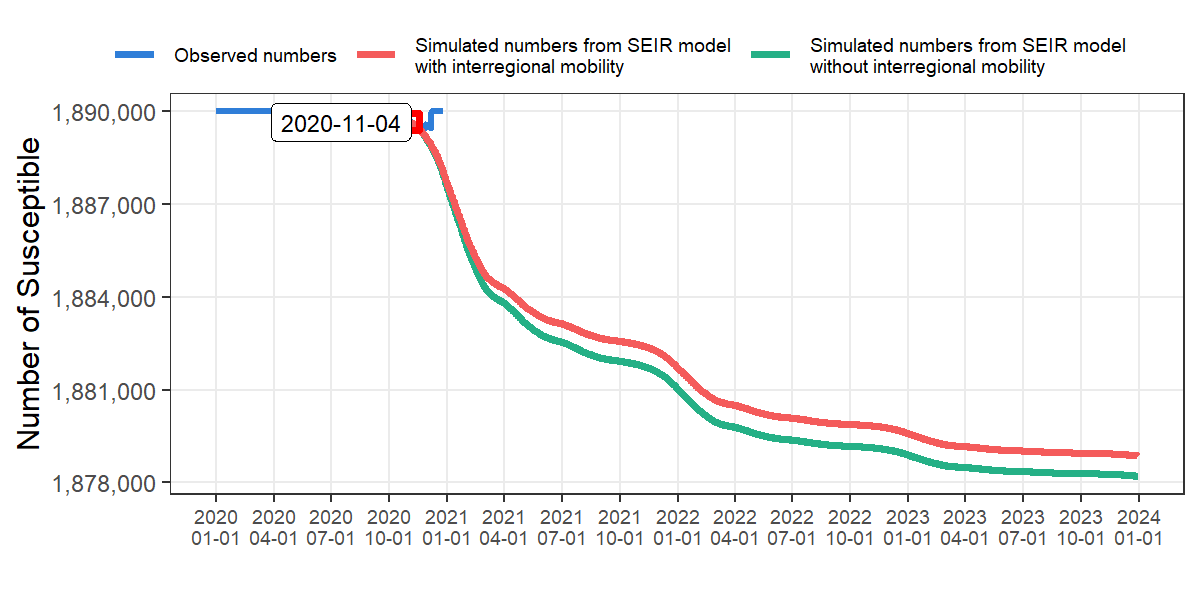 Observed numbers
Simulated numbers from SEIR model
with interregional mobility
Simulated numbers from SEIR model
without interregional mobility
Number of Susceptible
1,890,000
1,887,000
1,884,000
1,881,000
1,878,000
2020-11-04
2020 2020 2020 2020 2021 2021 2021 2021 2022 2022 2022 2022 2023 2023 2023 2023 2024
01-01 04-01 07-01 10-01 01-01 04-01 07-01 10-01 01-01 04-01 07-01 10-01 01-01 04-01 07-01 10-01 01-01